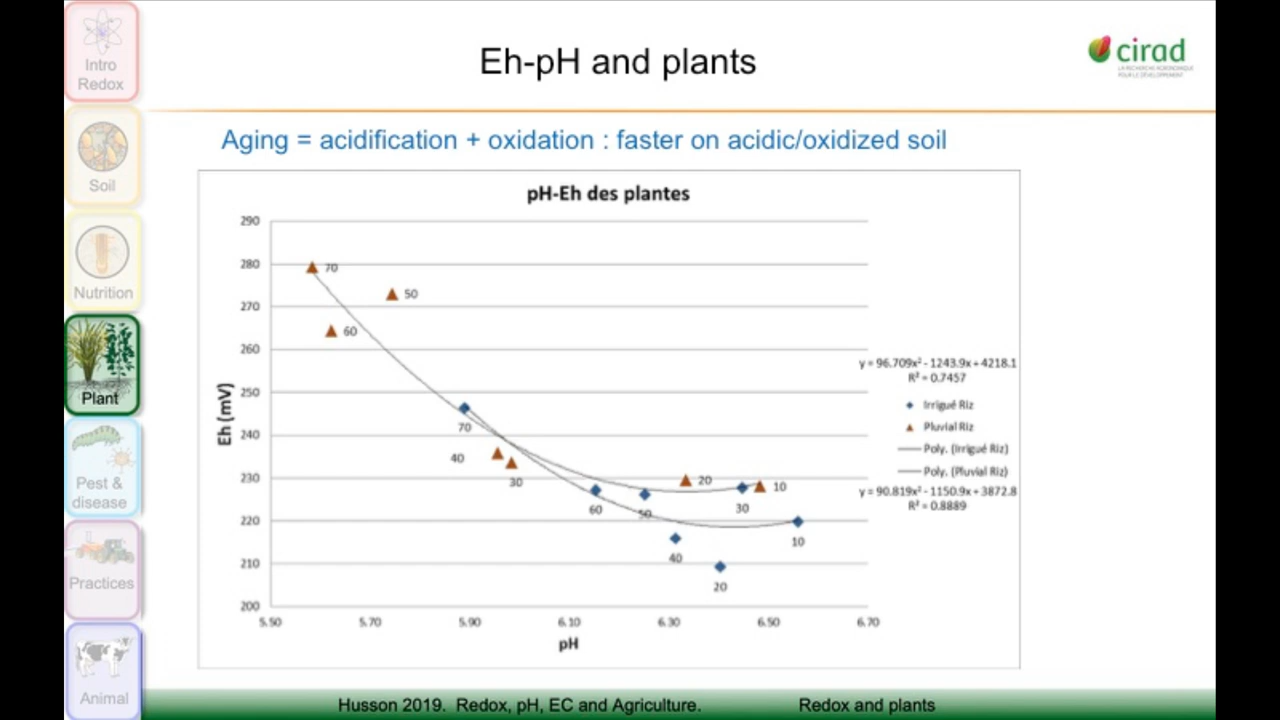 Intro
Redox
Eh-pH and plants
cirad
LA RECHERCHE AGRONOMIQUE
POUR LE DÉVELOPPEMENT
Aging = acidification + oxidation : faster on acidic/oxidized soil
Soil
Nutrition
Plant
Pest &
disease
Practices
Animal
pH-Eh des plantes
Eh (mV)
290
280
270
260
250
240
230
220
210
200
70
50
60
70
40
30
20
10
60
50
30
40
10
20
y = 96.709x² - 1243.9x + 4218.1
R² = 0.7457
Irrigué Riz
Pluvial Riz
Poly. (Irrigué Riz)
Poly. (Pluvial Riz)
y = 90.819x² - 1150.9x + 3872.8
R² = 0.8889
5.50 5.70 5.90 6.10 6.30 6.50 6.70
pH
Husson 2019. Redox, pH, EC and Agriculture. Redox and plants